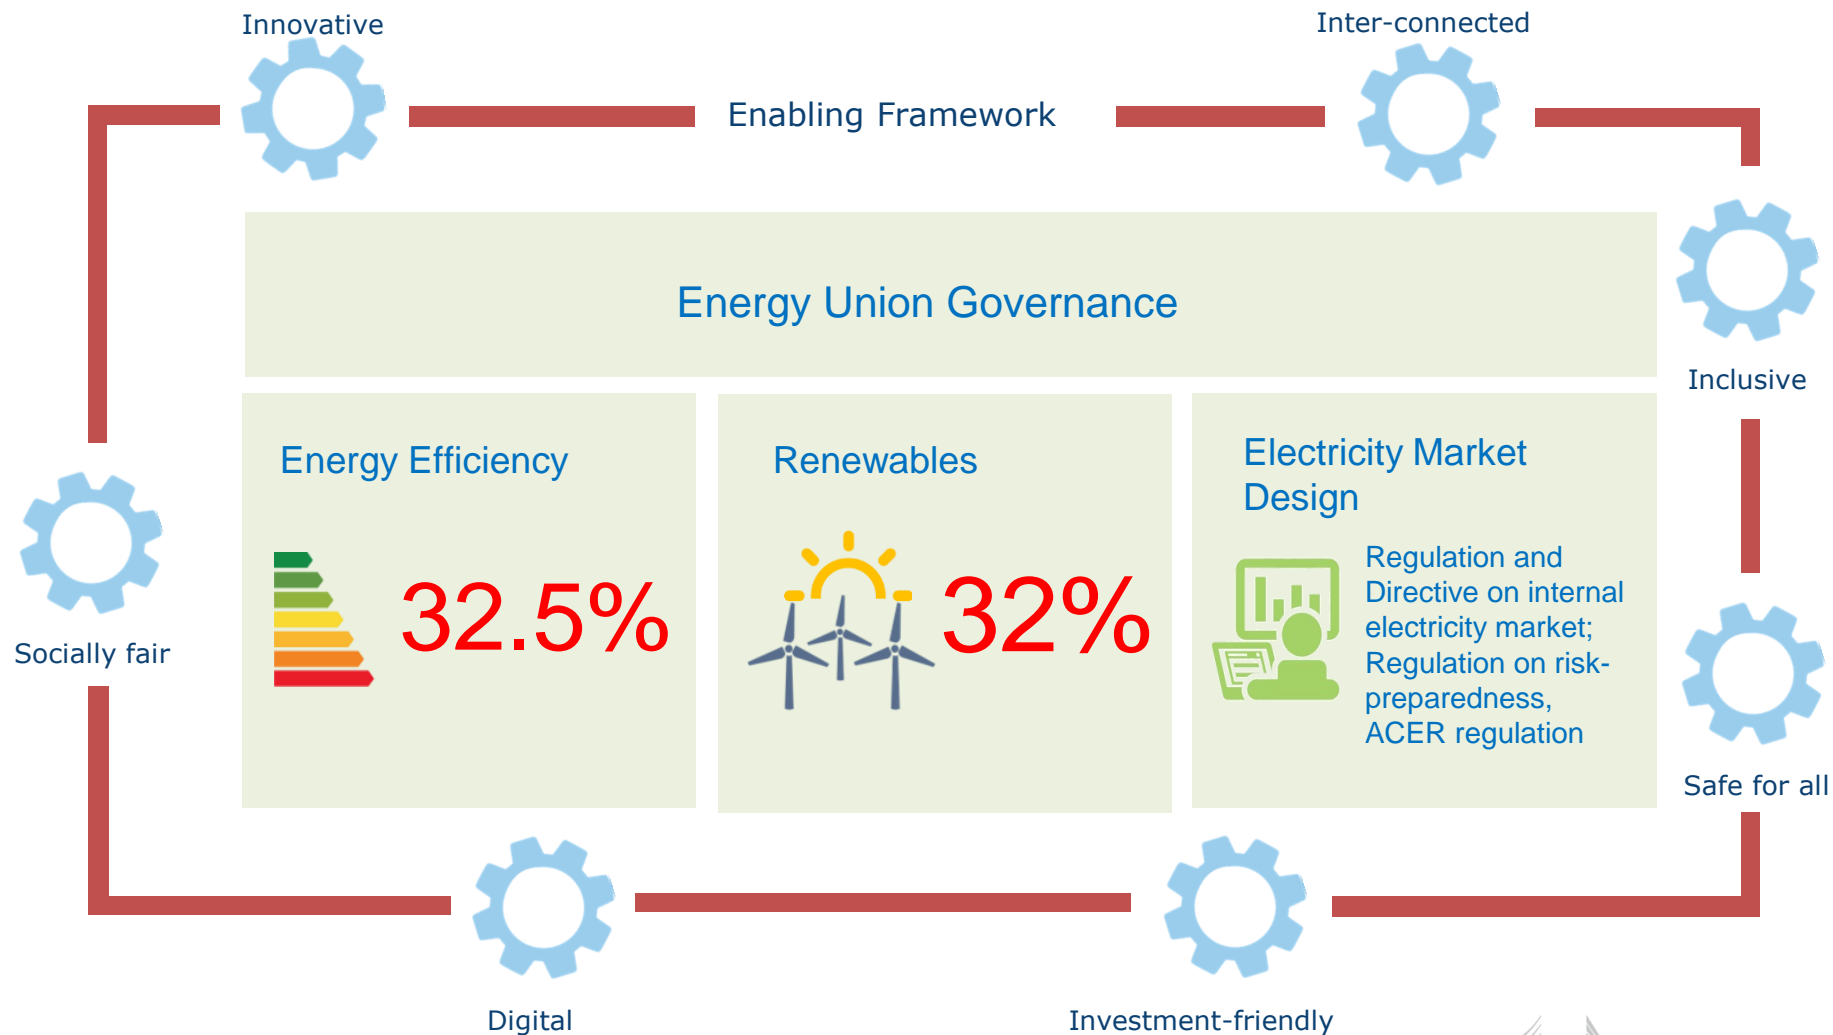 Innovative
Inter-connected
Enabling Framework
Energy Union Governance
Inclusive
Energy Efficiency
32.5%
Renewables
32%
Electricity Market
Design
Regulation and
Directive on internal
electricity market;
Regulation on risk-
preparedness,
ACER regulation
Socially fair
Safe for all
Digital
Investment-friendly